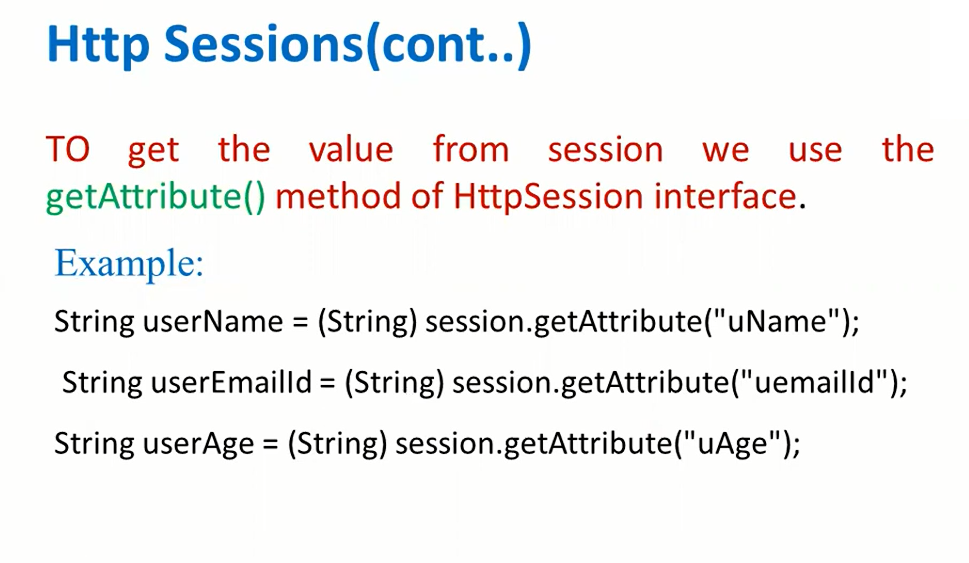 Http Sessions(cont..)
TO get the value from session we use the
getAttribute() method of HttpSession interface.
Example:
String userName = (String) session.getAttribute("uName");
String userEmailId = (String) session.getAttribute("uemailId");
String userAge = (String) session.getAttribute("uAge");